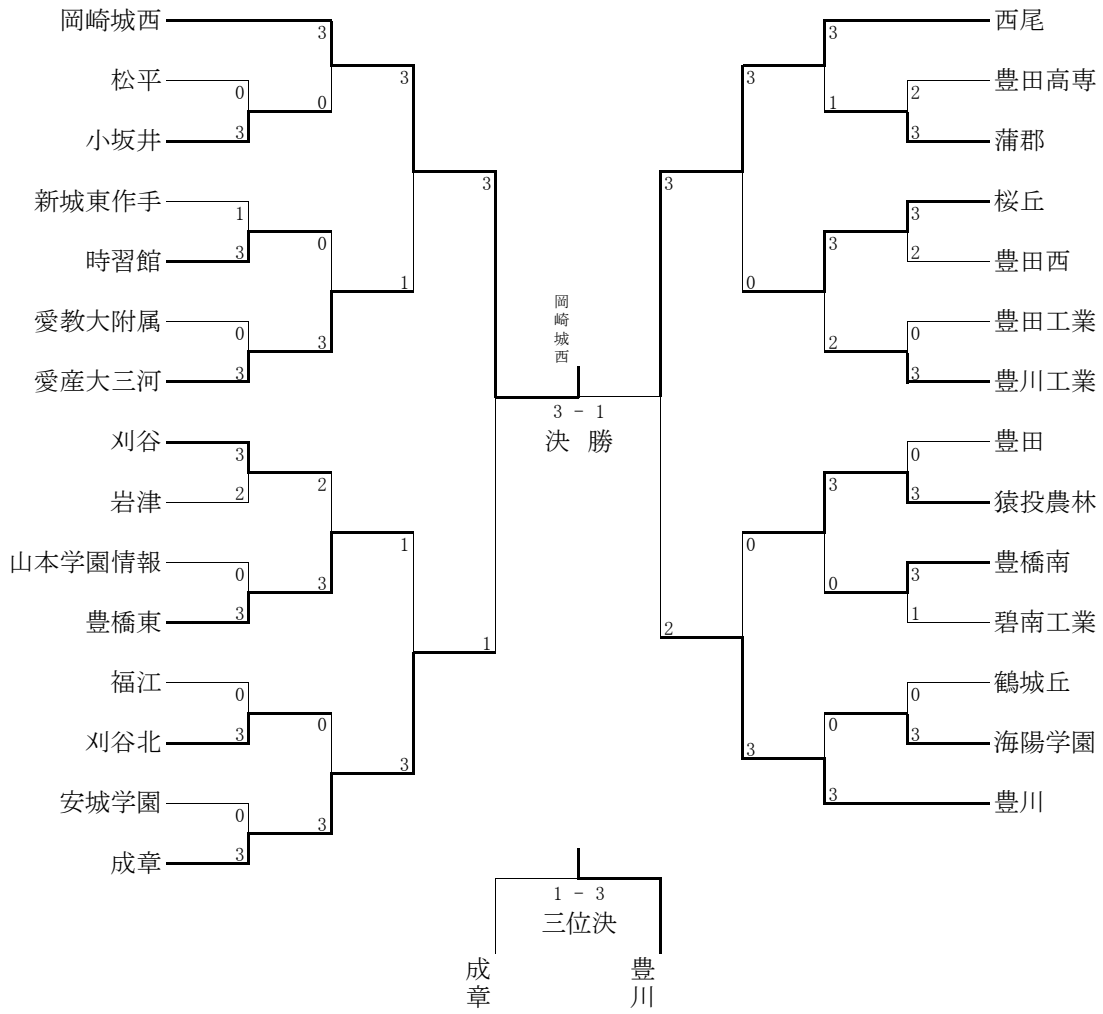 岡崎城西
3
松平
0
3
0
小坂井
3
3
新城東作手
1
0
時習館
3
1
愛教大附属
0
3
愛産大三河
3
刈谷
3
2
岩津
2
1
山本学園情報
0
3
豊橋東
3
1
福江
0
0
刈谷北
3
3
安城学園
0
3
成章
3
岡崎城西
3 - 1
決 勝
西尾
3
3
豊田高専
2
1
蒲郡
3
3
桜丘
3
3
豊田西
2
0
豊田工業
0
2
豊川工業
3
豊田
0
3
猿投農林
3
0
豊橋南
3
0
碧南工業
1
2
鶴城丘
0
0
海陽学園
3
3
豊川
3
1 - 3
三位決
成章
豊川